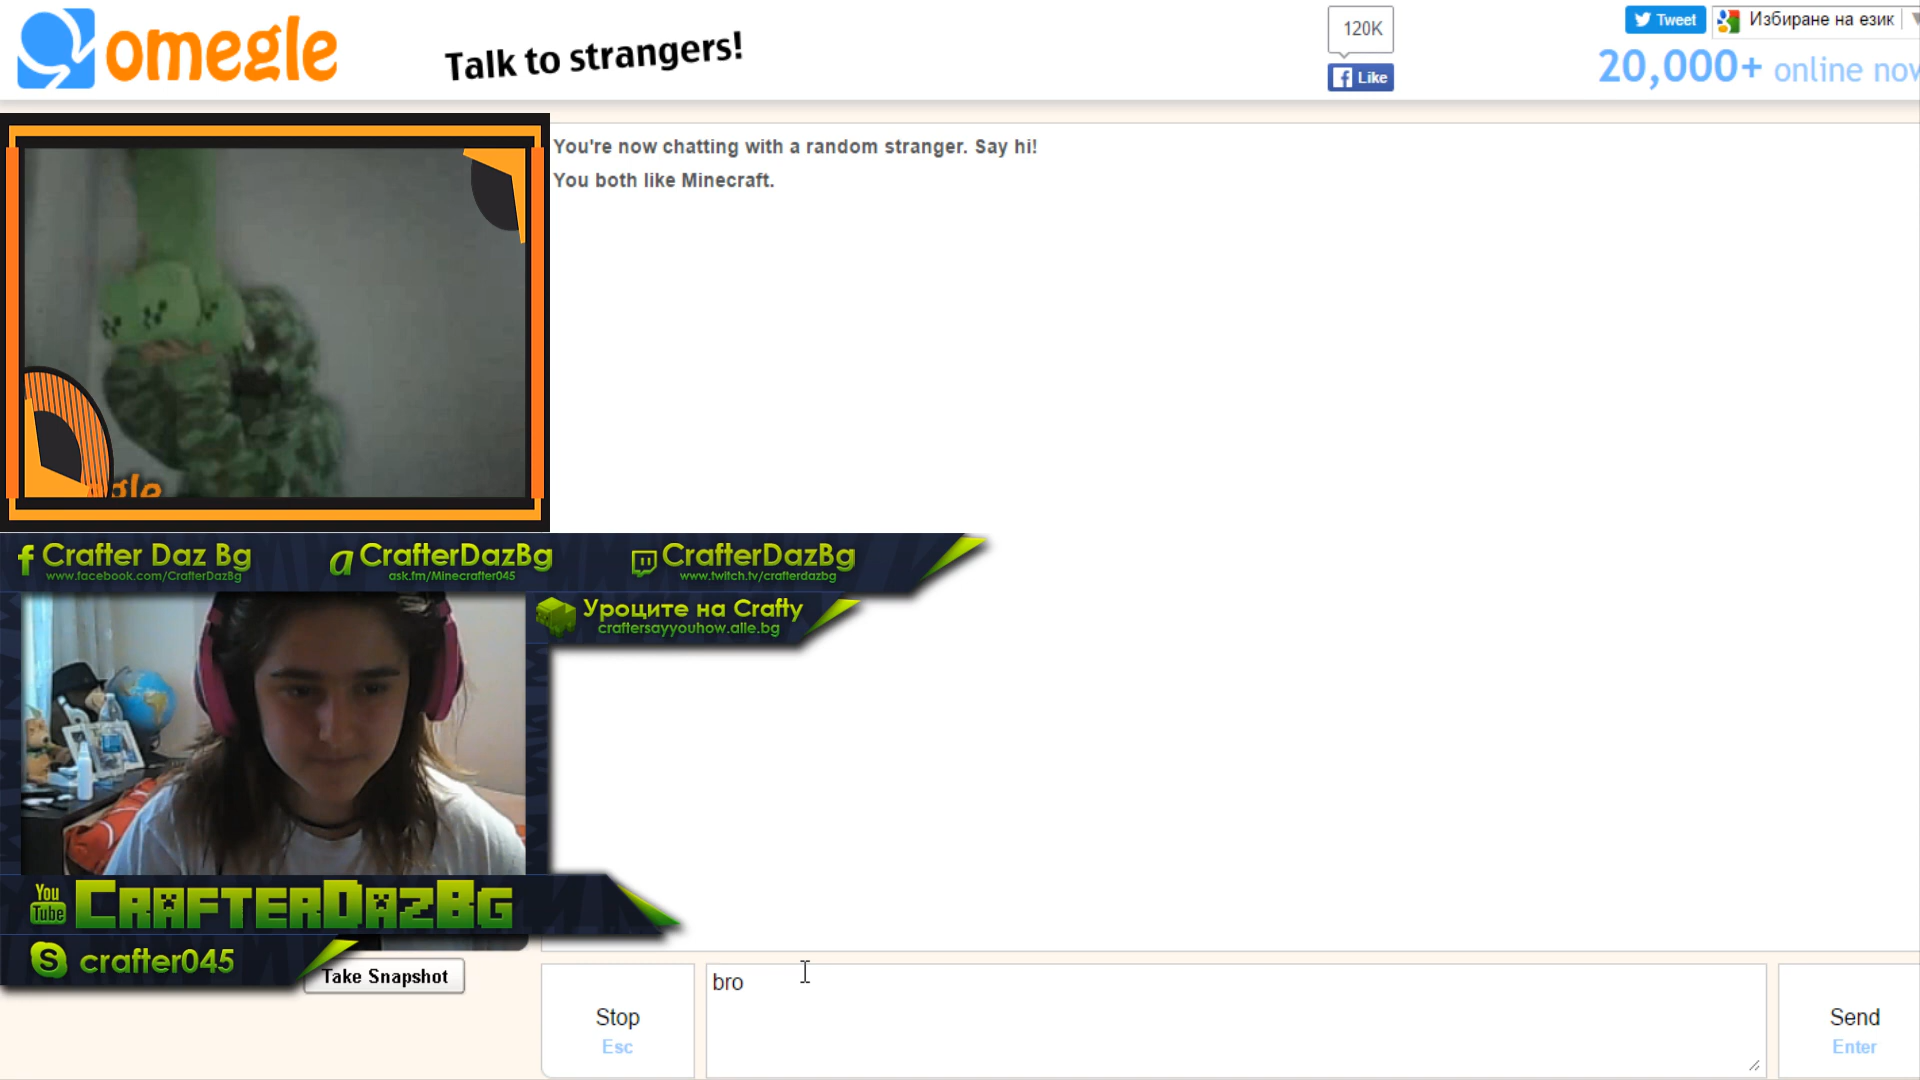 omegle
Talk to strangers!
120K
Like
Tweet
Избиране на език
20,000+ online now
You're now chatting with a random stranger. Say hi!
You both like Minecraft.
gle
Crafter Daz Bg
www.facebook.com/CrafterDazBg
CrafterDazBg
ask.fm/Minecrafter045
CrafterDazBg
www.twitch.tv/crafterdazbg
Уроците на Crafty
craftersayyouhow.alle.bg
You Tube
CRAFTERDAZBG
crafter045
Take Snapshot
Stop
Esc
bro
Send
Enter